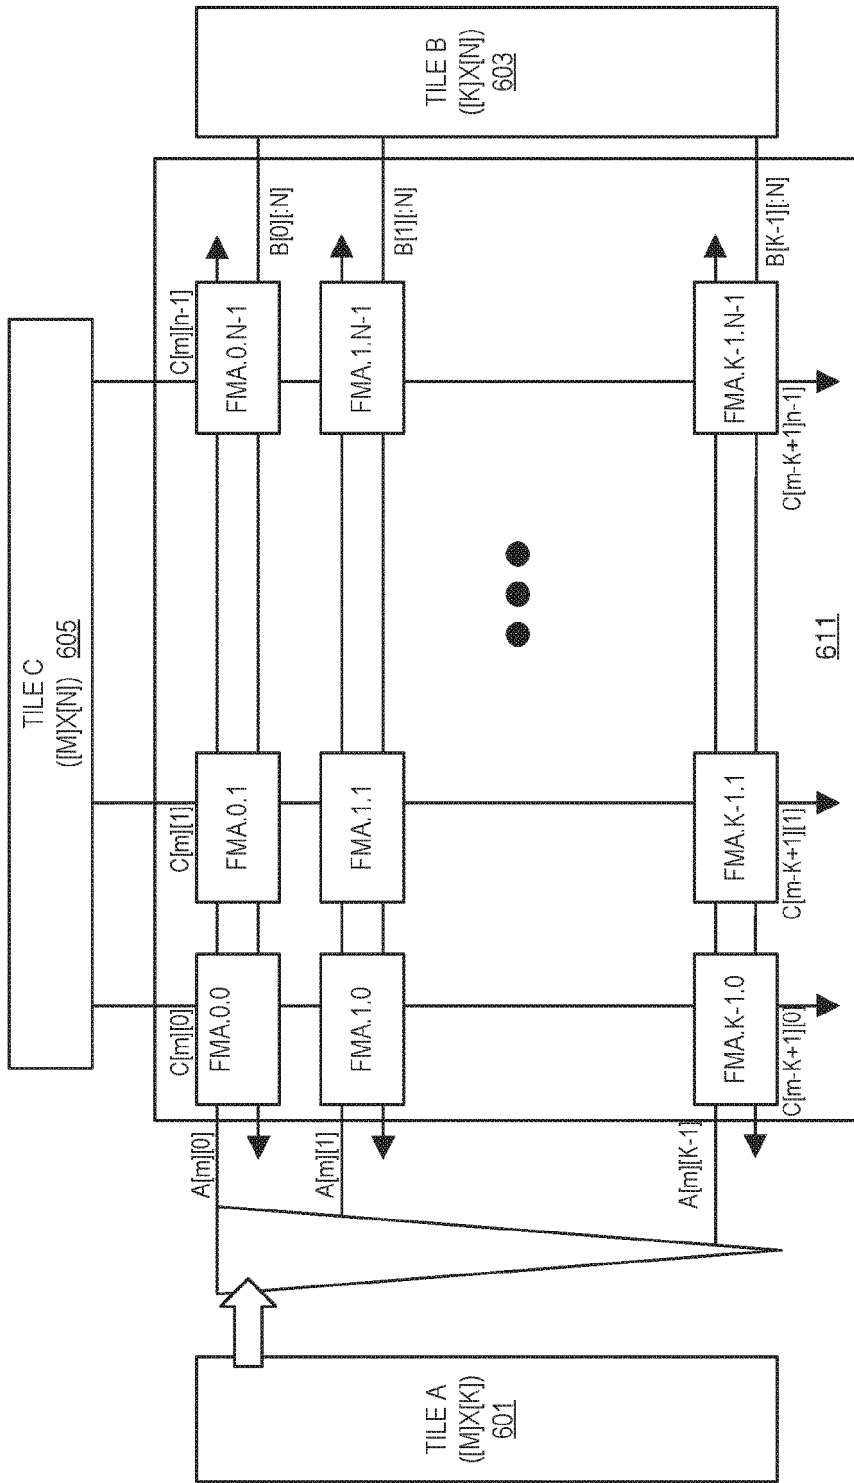 TILE C
([M]X[N]) 605
TILE A
([M]X[K])
601
TILE B
([K]X[N])
603
C[m][0]
C[m][1]
C[m][n-1]
A[m][0]
FMA.0.0
FMA.0.1
FMA.0.N-1
B[0][:N]
A[m][1]
FMA.1.0
FMA.1.1
FMA.1.N-1
B[1][:N]
A[m][K-1]
FMA.K-1.0
FMA.K-1.1
FMA.K-1.N-1
B[K-1][:N]
C[m-K+1][0]
C[m-K+1][1]
C[m-K+1]n-1]
611